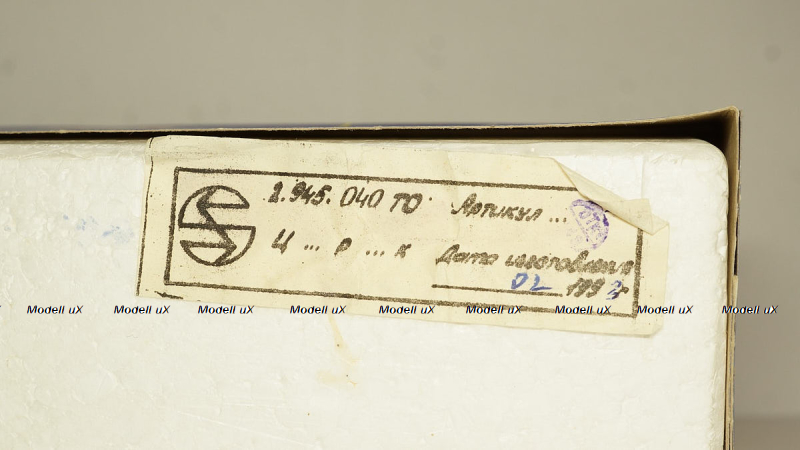 2.945.040 ТО Артикул ...
Ц ... р ... к Дата изготовления
02 199 г
Modell uX Modell uX Modell uX Modell uX Modell uX Modell uX Modell uX Modell uX Modell uX